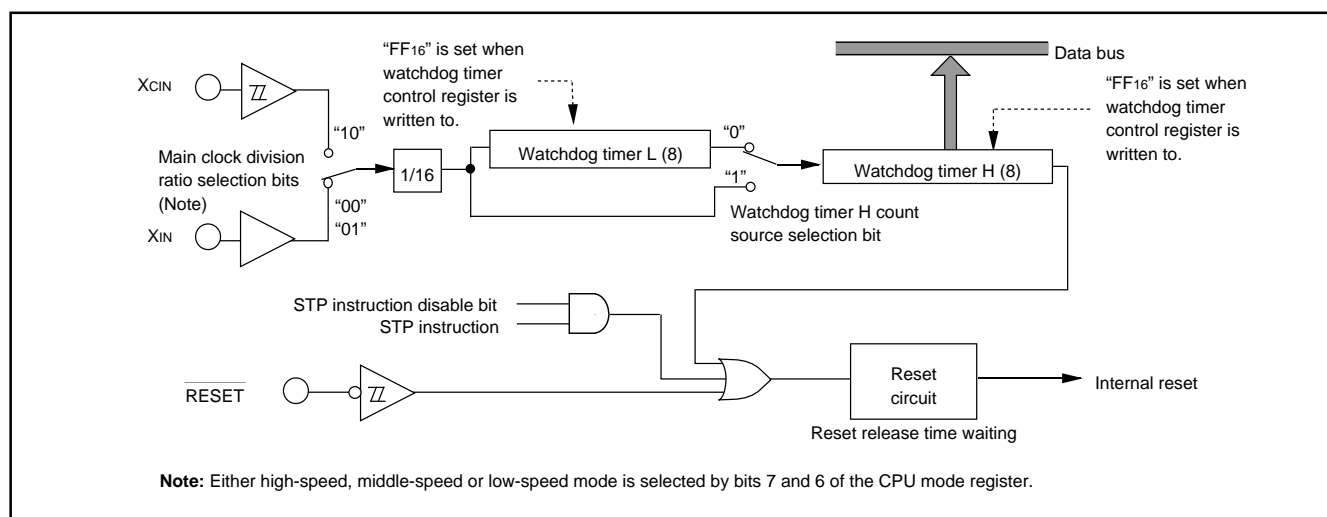 “FF16” is set when
watchdog timer
control register is
written to.
Data bus
“FF16” is set when
watchdog timer
control register is
written to.
XCIN
“10”
Main clock division
ratio selection bits
(Note)
“00”
“01”
XIN
1/16
Watchdog timer L (8)
“0”
“1”
Watchdog timer H count
source selection bit
Watchdog timer H (8)
STP instruction disable bit
STP instruction
RESET
Reset
circuit
Internal reset
Reset release time waiting
Note: Either high-speed, middle-speed or low-speed mode is selected by bits 7 and 6 of the CPU mode register.